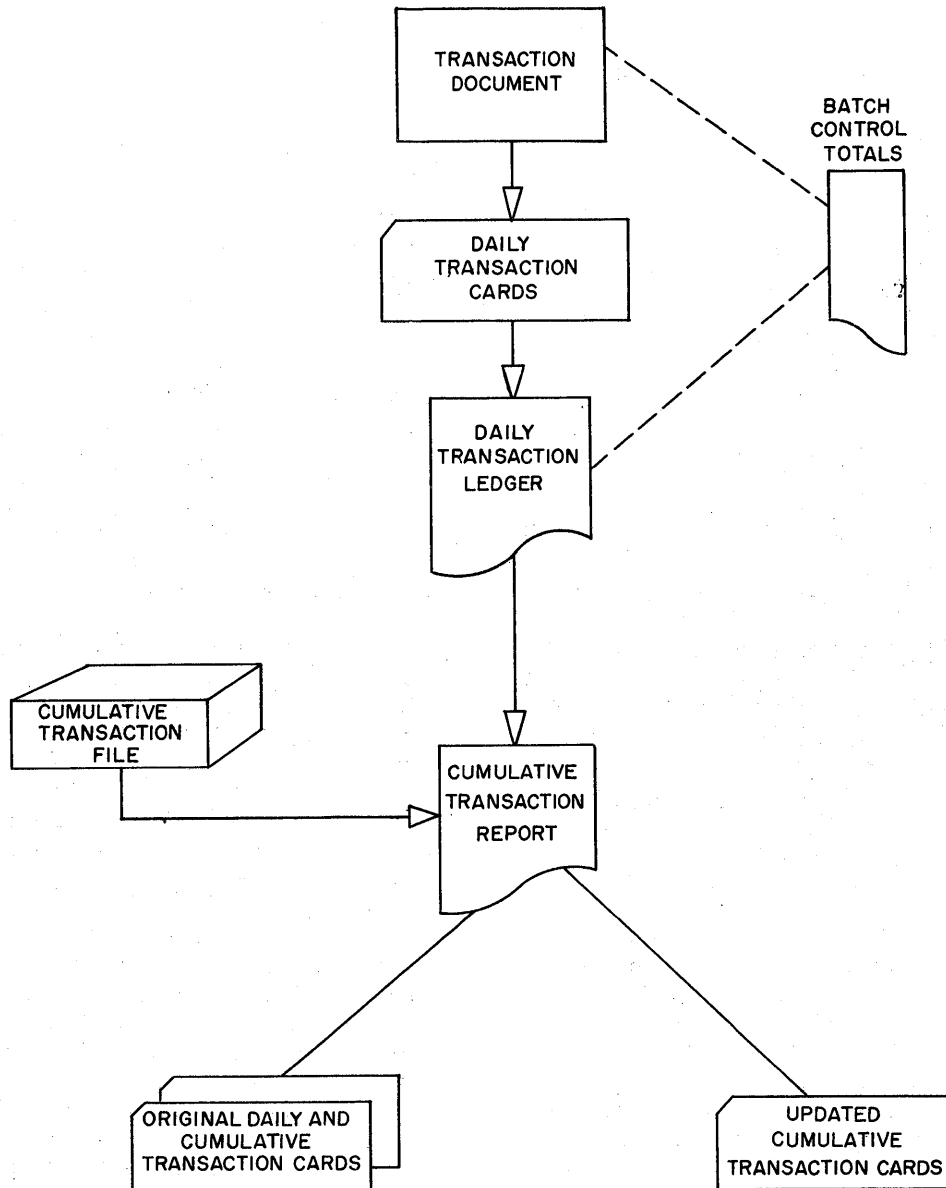 TRANSACTION
DOCUMENT
BATCH
CONTROL
TOTALS
DAILY
TRANSACTION
CARDS
DAILY
TRANSACTION
LEDGER
CUMULATIVE
TRANSACTION
FILE
CUMULATIVE
TRANSACTION
REPORT
ORIGINAL DAILY AND
CUMULATIVE
TRANSACTION CARDS
UPDATED
CUMULATIVE
TRANSACTION CARDS